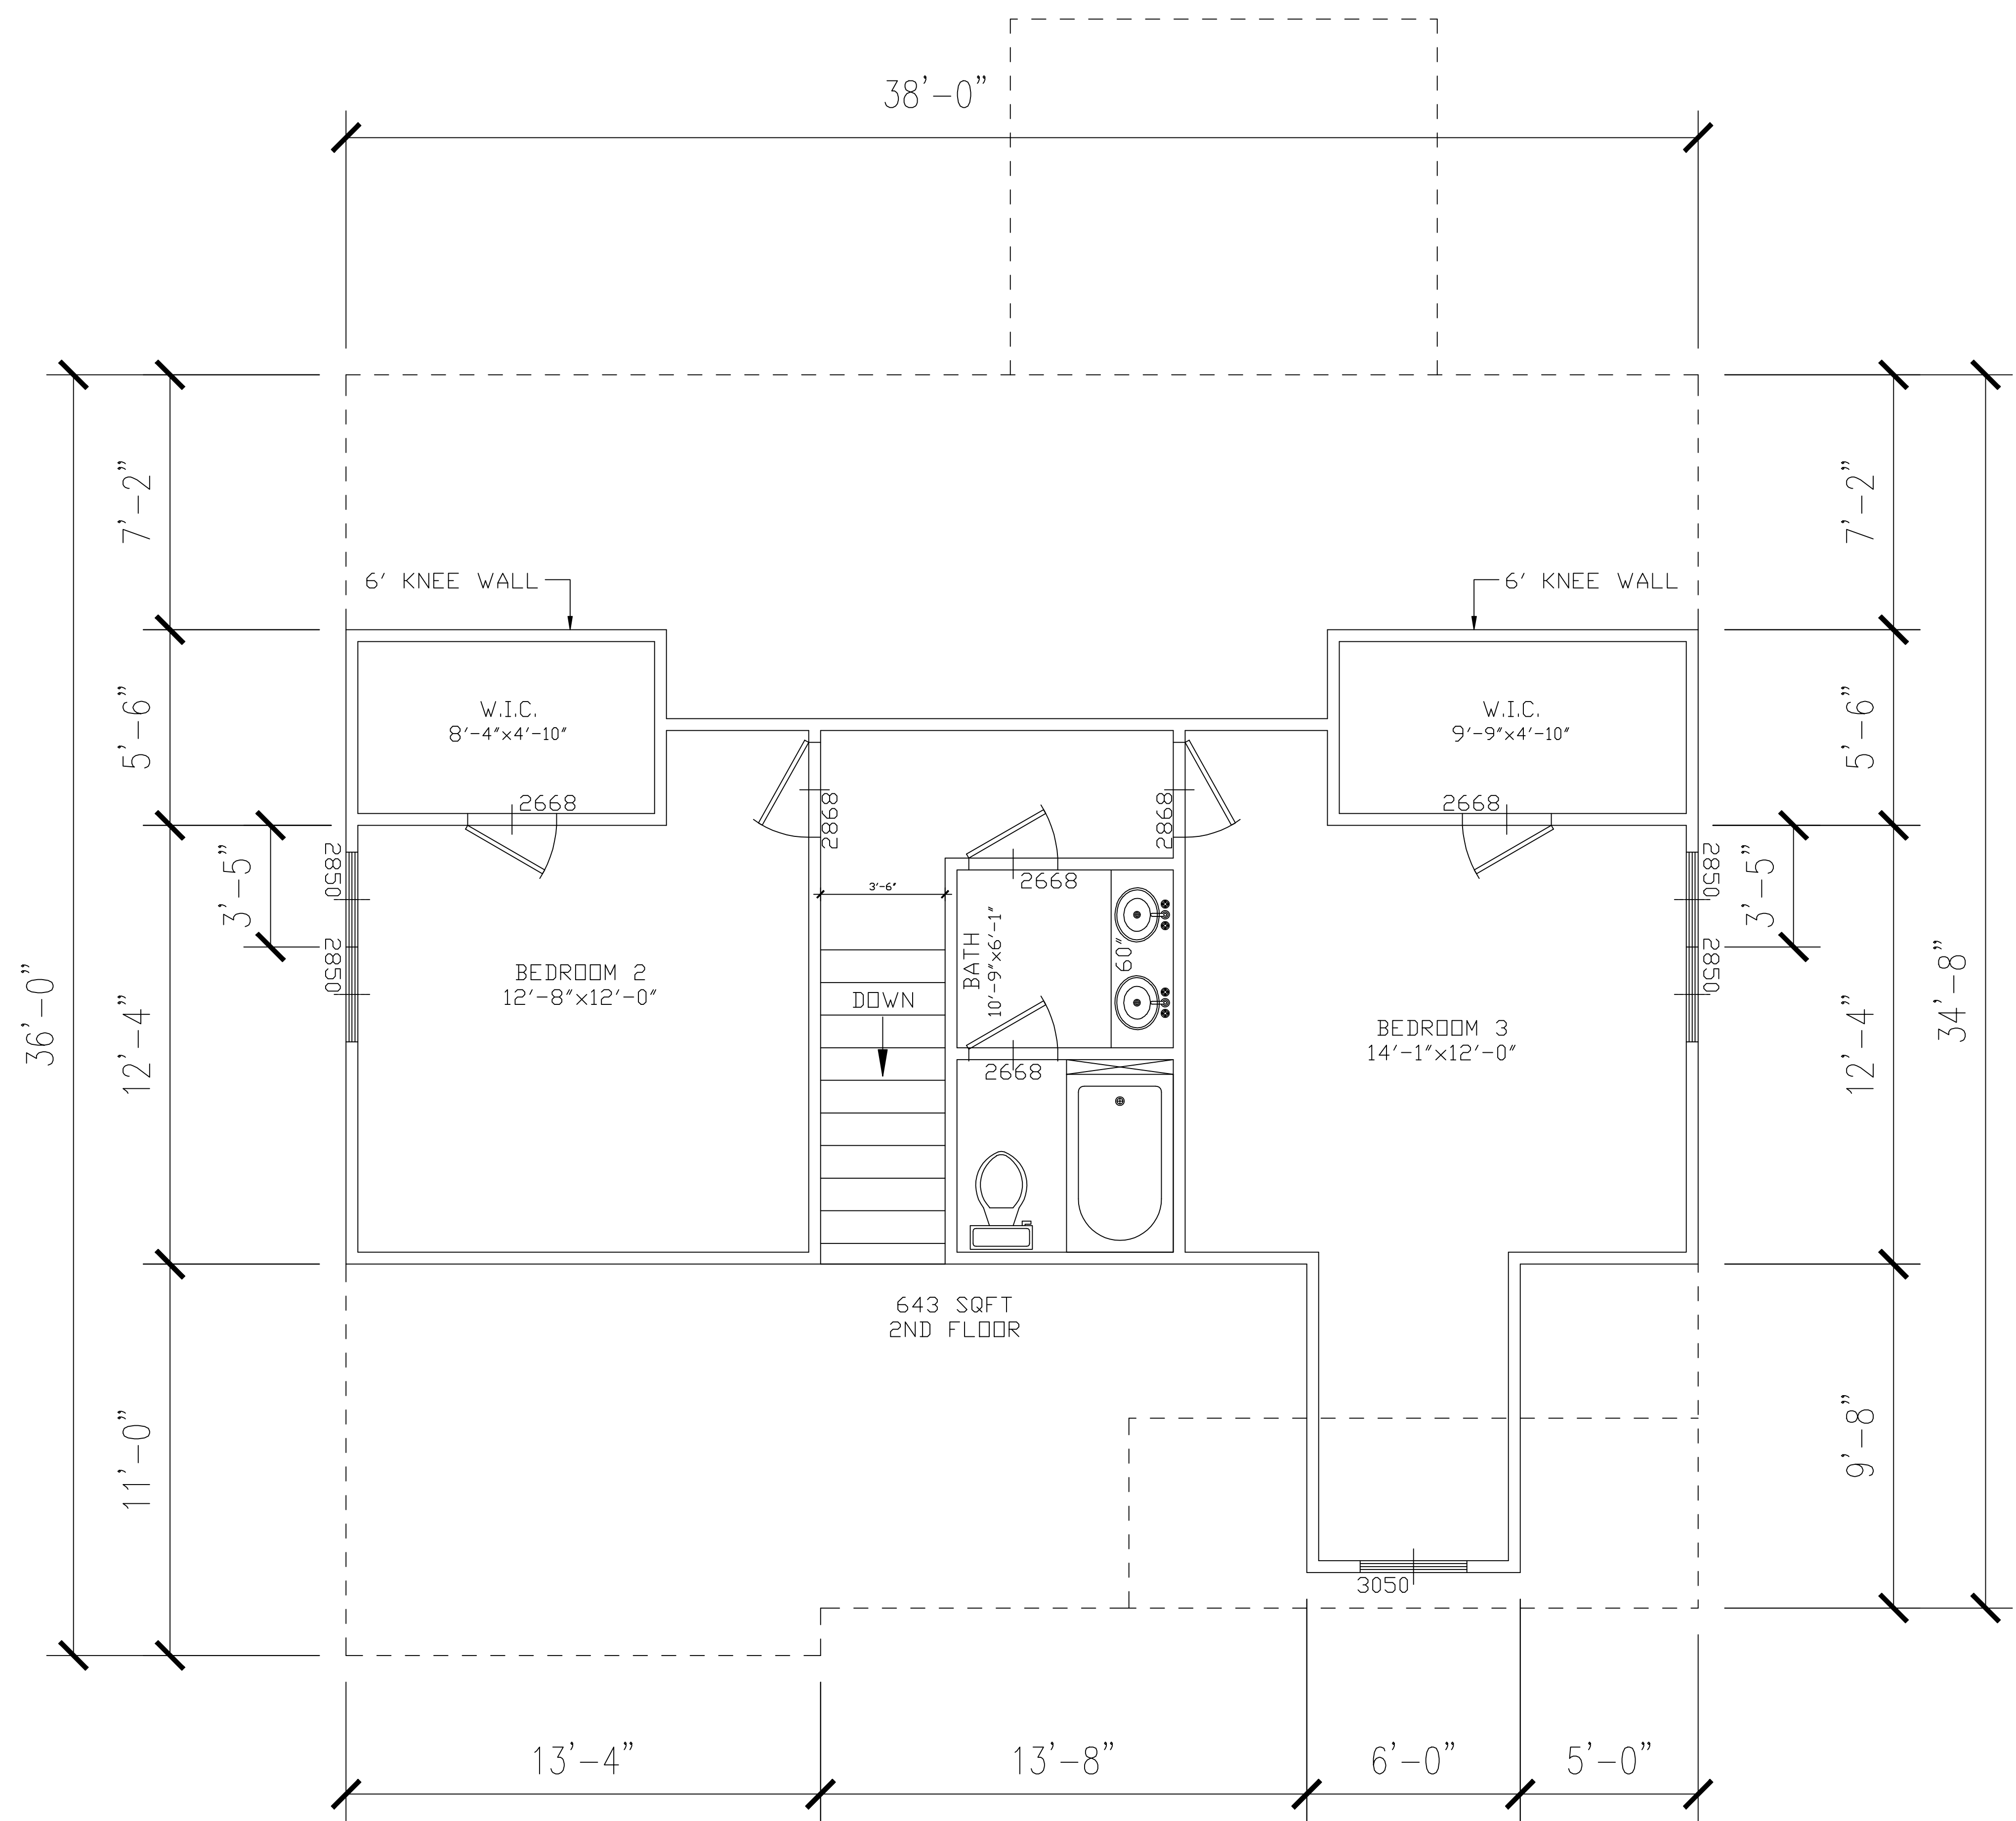 38'-0"
7'-2"
7'-2"
6' KNEE WALL
6' KNEE WALL
5'-6"
W.I.C.
8'-4"x4'-10"
W.I.C.
9'-9"x4'-10"
5'-6"
2668
2868
2868
2668
3'-5"
2850
2850
3'-6"
2668
2850
2850
3'-5"
36'-0"
12'-4"
BEDROOM 2
12'-8"x12'-0"
DOWN
BATH
10'-9"x6'-1"
60"
BEDROOM 3
14'-1"x12'-0"
12'-4"
34'-8"
2668
643 SQFT
2ND FLOOR
11'-0"
9'-8"
3050
13'-4"
13'-8"
6'-0"
5'-0"